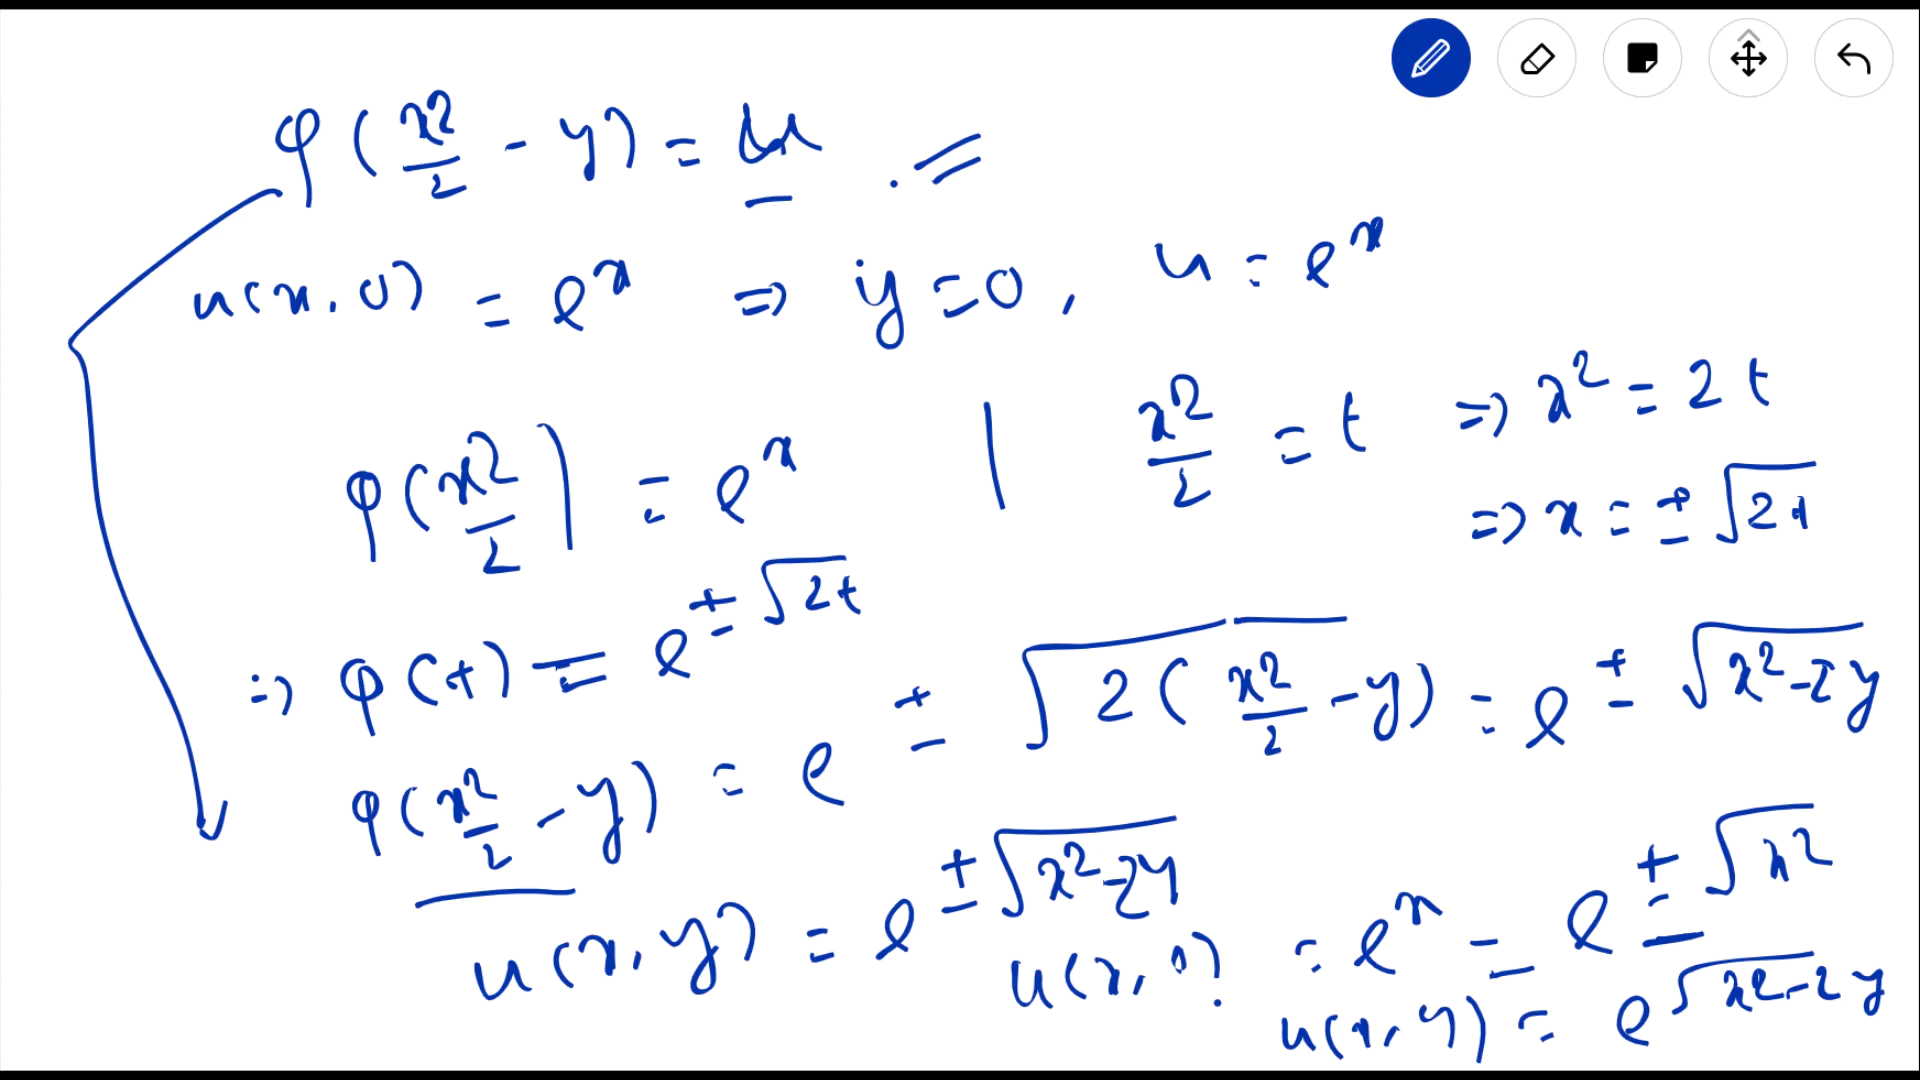 φ(x²/2 - y) = u . =
u(x, 0) = e^x ⇒ y = 0, u = e^x
φ(x²/2) = e^x | x²/2 = t ⇒ x² = 2t
⇒ x = ± √2t
⇒ φ(t) = e^(± √2t)
φ(x²/2 - y) = e^(± √(2(x²/2 - y))) = e^(± √(x² - 2y))
u(x, y) = e^(± √(x² - 2y))
u(x, 0) = e^x = e^(± √x²)
u(x, y) = e^√(x² - 2y)